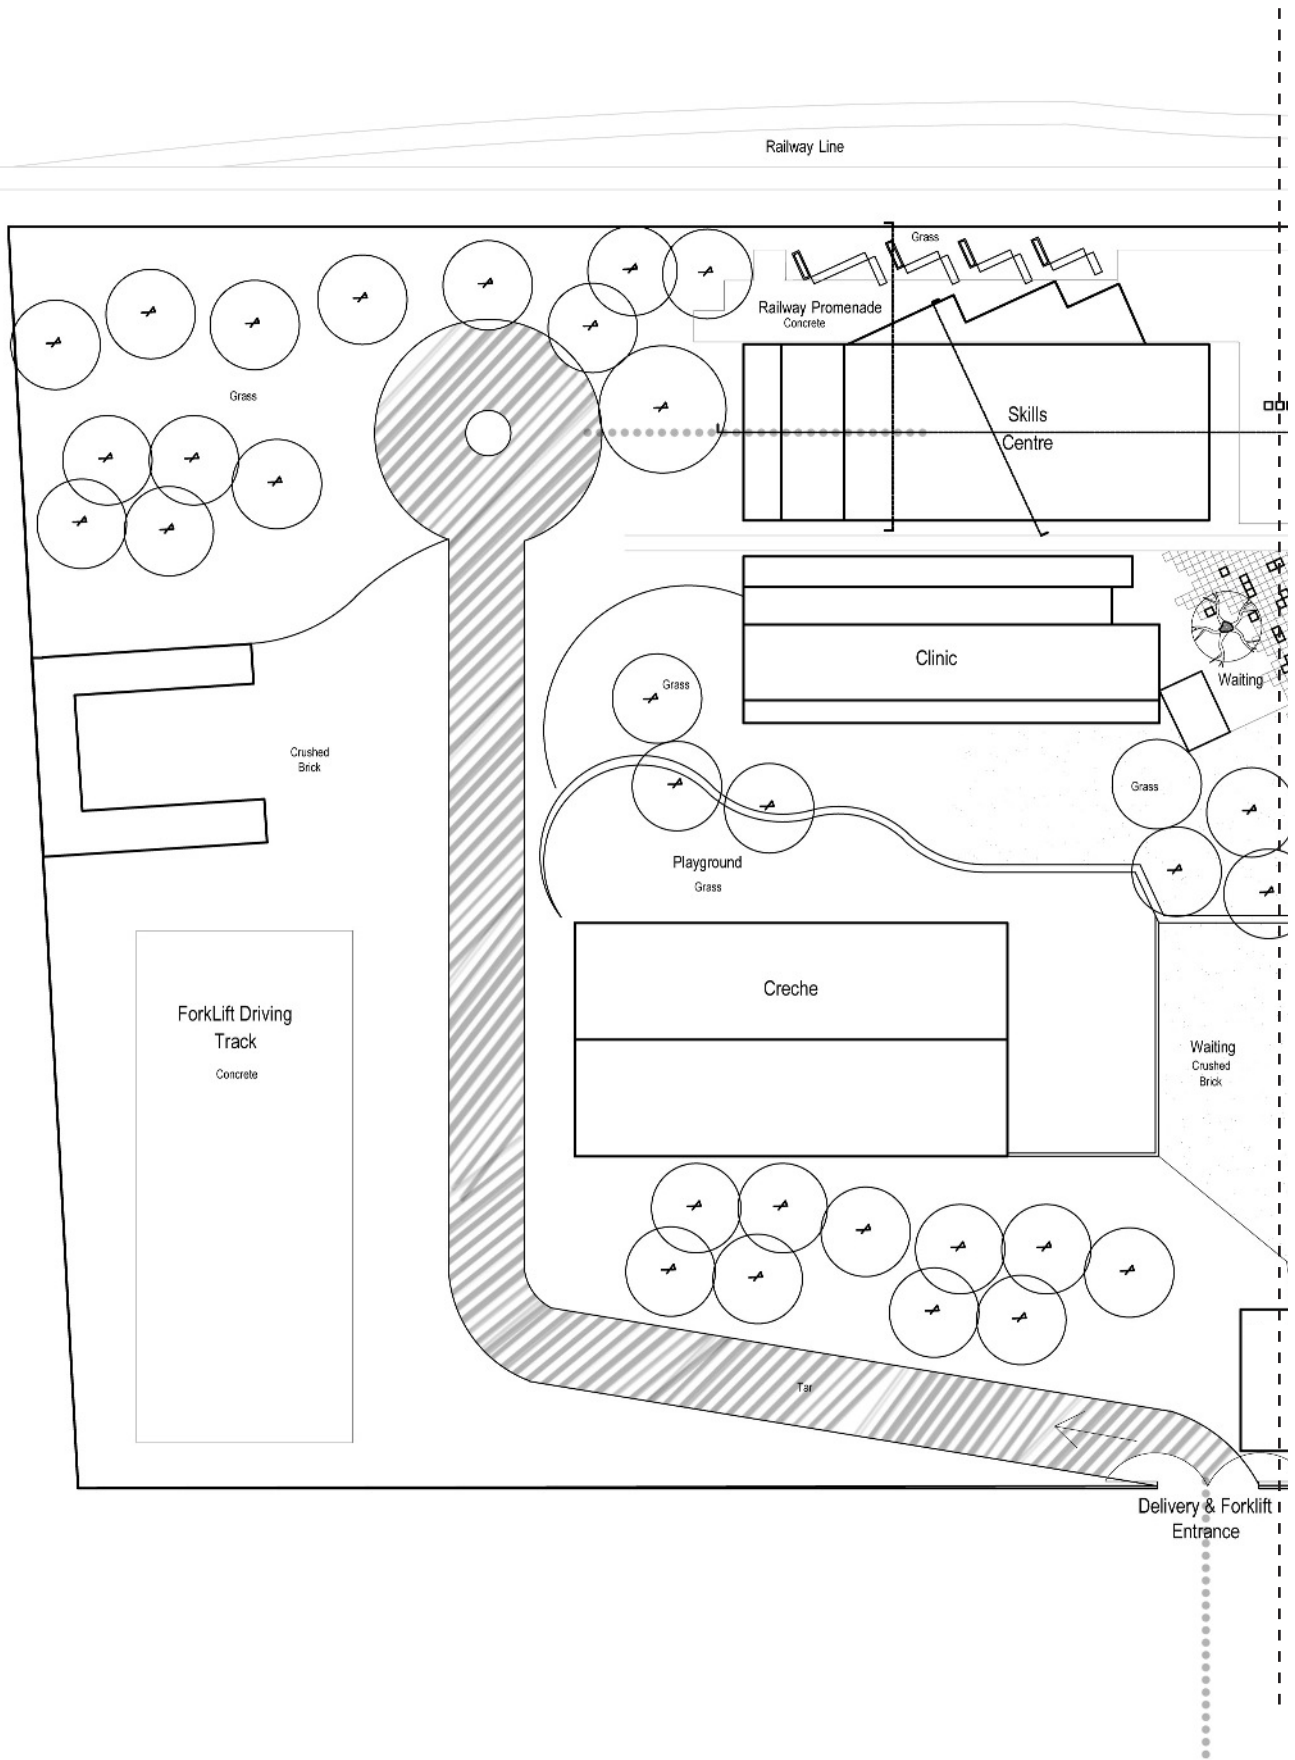 Railway Line
Grass
Railway Promenade
Concrete
Grass
Skills
Centre
Clinic
Waiting
Grass
Crushed
Brick
Grass
Playground
Grass
Creche
ForkLift Driving
Track
Concrete
Waiting
Crushed
Brick
Tar
Delivery & Forklift
Entrance